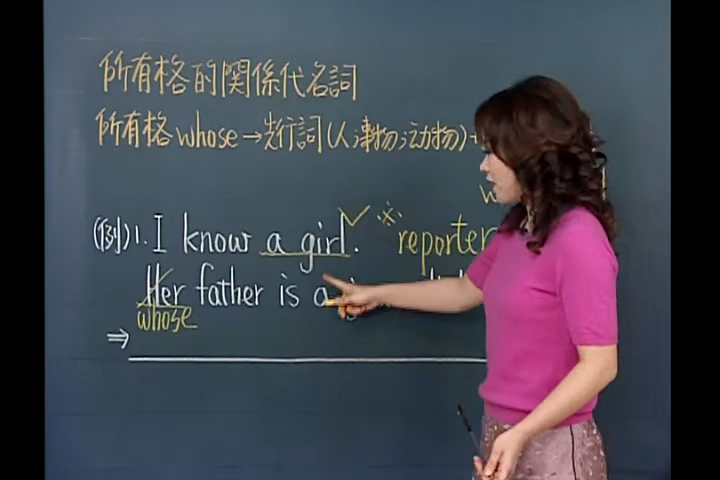 所有格的関係代名詞
所有格 whose → 先行詞(人事物动物)+
w
(例)1. I know a girl. ※ reporter
Her father is a
whose
⇒